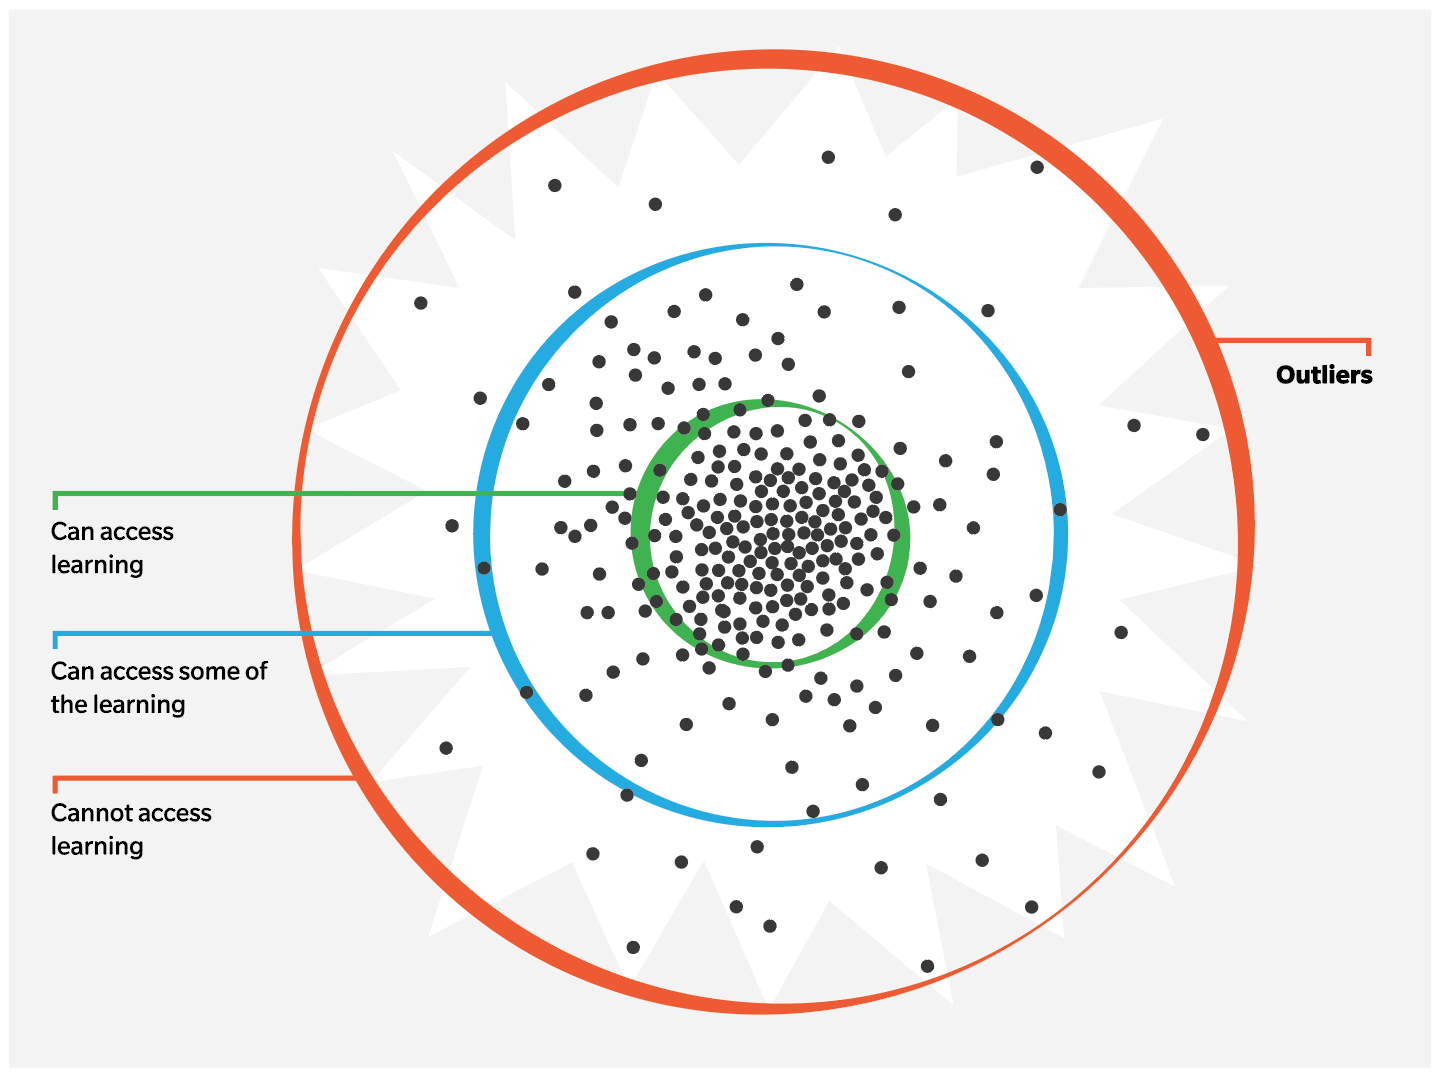 Outliers
Can access
learning
Can access some of
the learning
Cannot access
learning